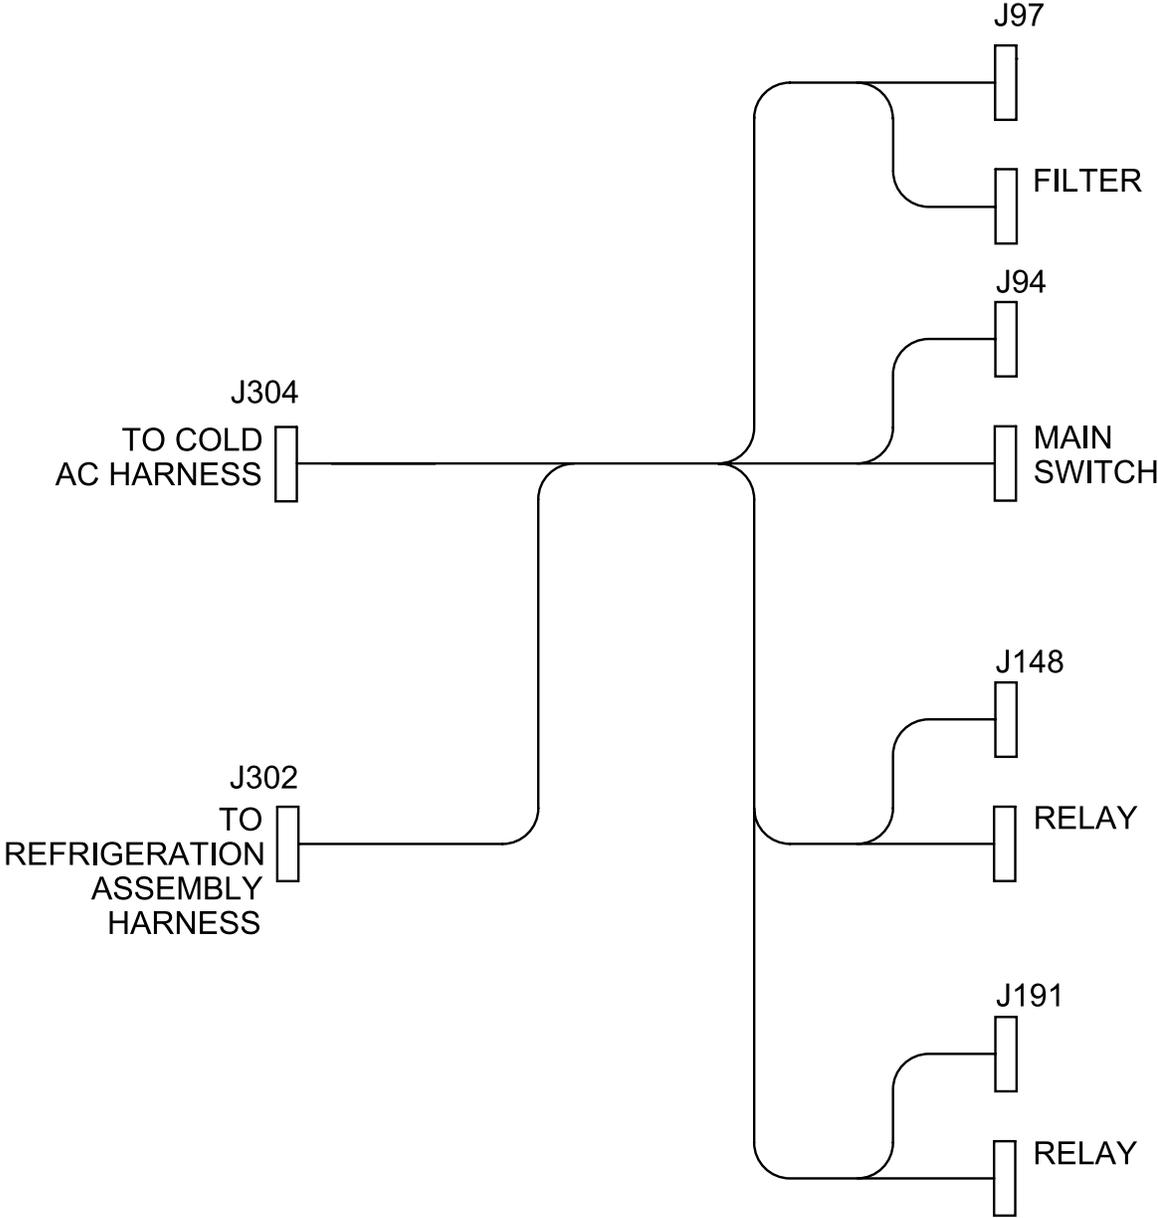 J97
FILTER
J94
J304
TO COLD
AC HARNESS
MAIN
SWITCH
J148
J302
TO
REFRIGERATION
ASSEMBLY
HARNESS
RELAY
J191
RELAY